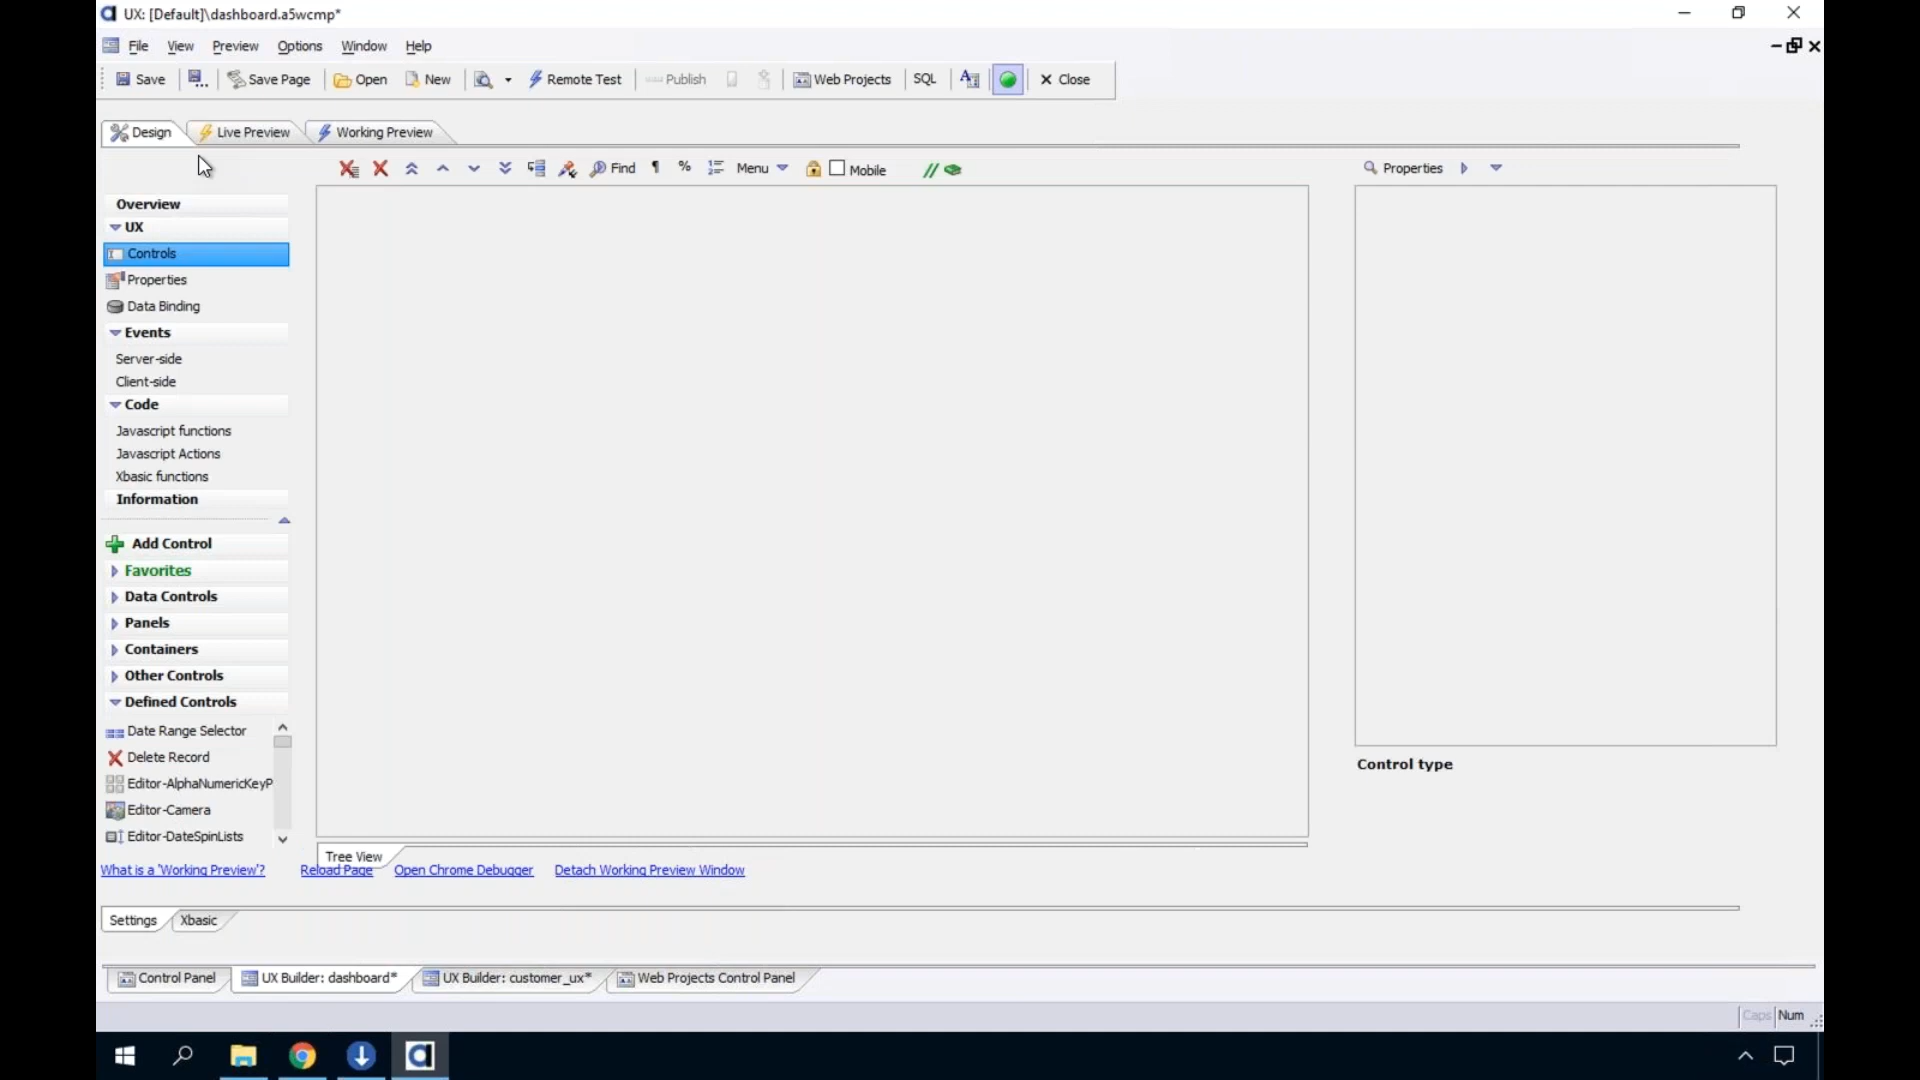 UX: [Default]\dashboard.a5wcmp*
File View Preview Options Window Help
Save Save Page Open New Remote Test Publish Web Projects SQL Close
Design Live Preview Working Preview
Find ¶ % Menu Mobile // Properties
Overview
UX
Controls
Properties
Data Binding
Events
Server-side
Client-side
Code
Javascript functions
Javascript Actions
Xbasic functions
Information
Add Control
Favorites
Data Controls
Panels
Containers
Other Controls
Defined Controls
Date Range Selector
Delete Record
Editor-AlphaNumericKeyP
Editor-Camera
Editor-DateSpinLists
Control type
Tree View
What is a 'Working Preview'? Reload Page Open Chrome Debugger Detach Working Preview Window
Settings Xbasic
Control Panel UX Builder: dashboard* UX Builder: customer_ux* Web Projects Control Panel
Caps Num